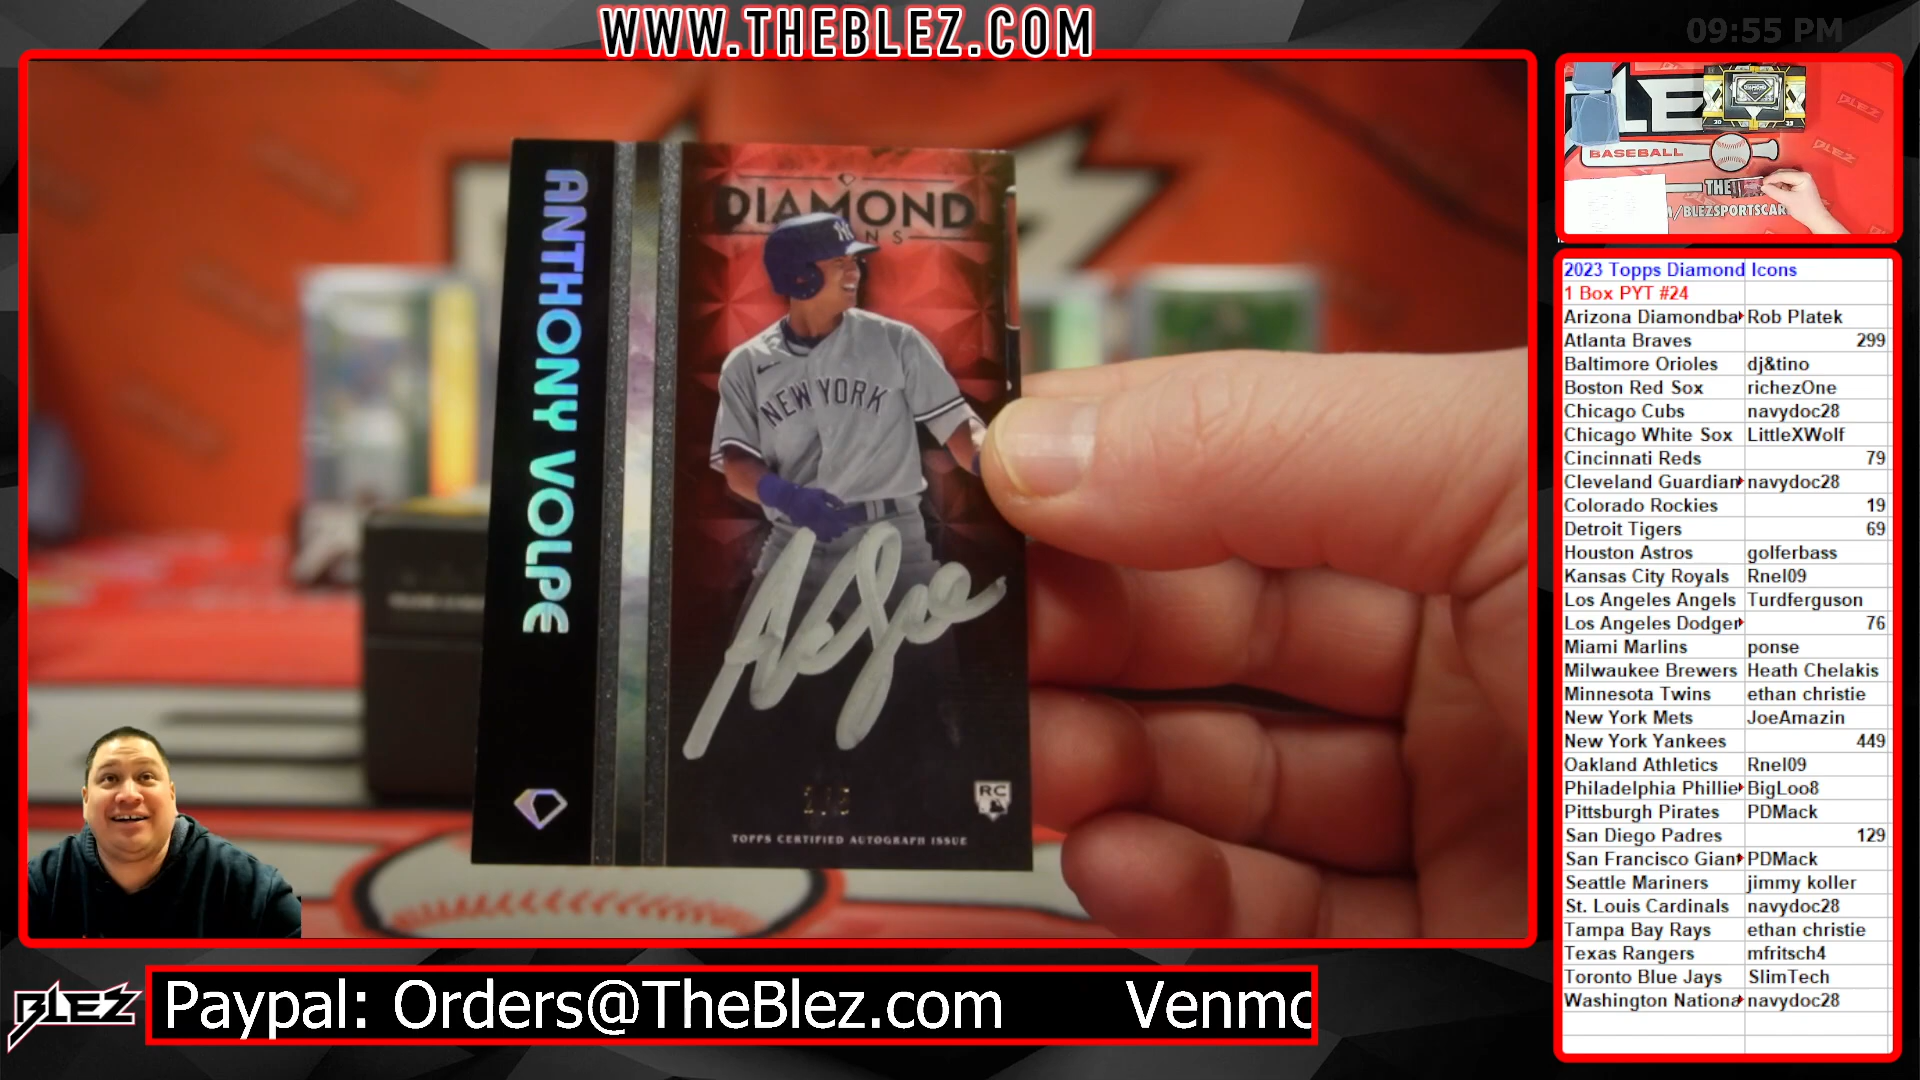 WWW.THEBLEZ.COM
09:55 PM
ANTHONY VOLPE
DIAMOND
NY
NEW YORK
RC
TOPPS CERTIFIED AUTOGRAPH ISSUE
BASEBALL
BLEZ
THE
/BLEZSPORTSCAR
2023 Topps Diamond Icons
1 Box PYT #24
Arizona Diamondba Rob Platek
Atlanta Braves 299
Baltimore Orioles dj&tino
Boston Red Sox richezOne
Chicago Cubs navydoc28
Chicago White Sox LittleXWolf
Cincinnati Reds 79
Cleveland Guardian navydoc28
Colorado Rockies 19
Detroit Tigers 69
Houston Astros golferbass
Kansas City Royals Rnel09
Los Angeles Angels Turdferguson
Los Angeles Dodger 76
Miami Marlins ponse
Milwaukee Brewers Heath Chelakis
Minnesota Twins ethan christie
New York Mets JoeAmazin
New York Yankees 449
Oakland Athletics Rnel09
Philadelphia Phillie BigLoo8
Pittsburgh Pirates PDMack
San Diego Padres 129
San Francisco Giant PDMack
Seattle Mariners jimmy koller
St. Louis Cardinals navydoc28
Tampa Bay Rays ethan christie
Texas Rangers mfritsch4
Toronto Blue Jays SlimTech
Washington Nationa navydoc28
BLEZ
Paypal: Orders@TheBlez.com Venmo